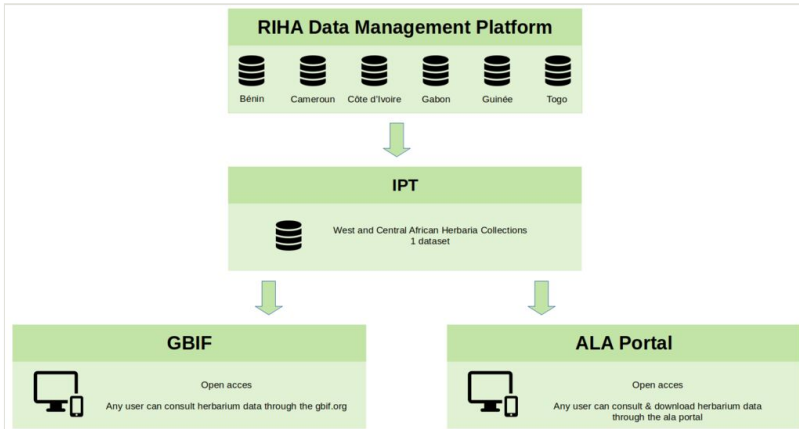 RIHA Data Management Platform
Bénin
Cameroun
Côte d'Ivoire
Gabon
Guinée
Togo
IPT
West and Central African Herbaria Collections
1 dataset
GBIF
Open acces
Any user can consult herbarium data through the gbif.org
ALA Portal
Open acces
Any user can consult & download herbarium data
through the ala portal